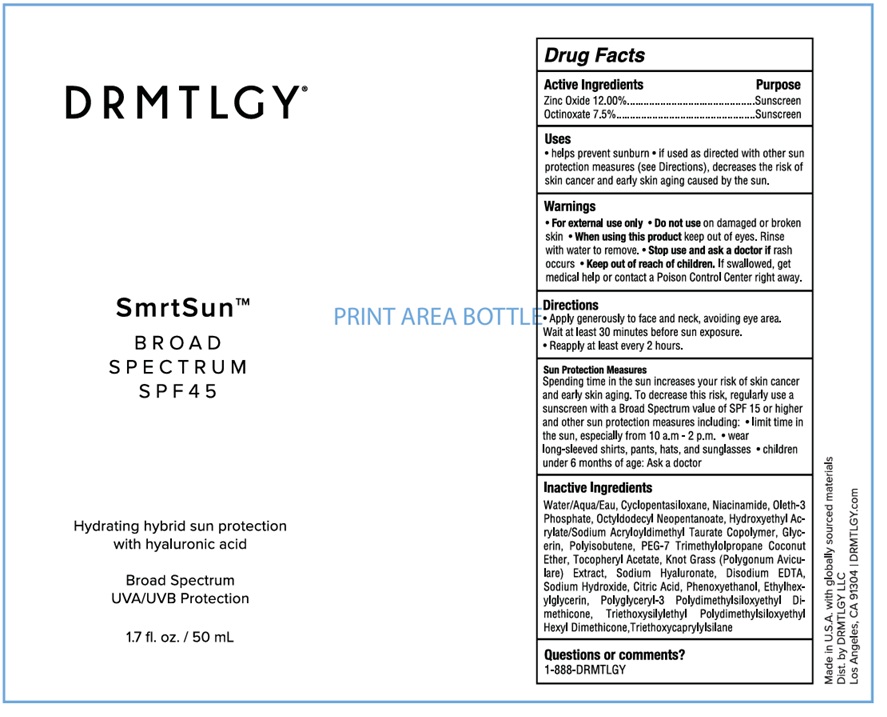 DRMTLGY®
SmrtSun™
BROAD
SPECTRUM
SPF45
Hydrating hybrid sun protection
with hyaluronic acid
Broad Spectrum
UVA/UVB Protection
1.7 fl. oz. / 50 mL
PRINT AREA BOTTLE
Drug Facts
Active Ingredients Purpose
Zinc Oxide 12.00%..............................................Sunscreen
Octinoxate 7.5%..................................................Sunscreen
Uses
• helps prevent sunburn • if used as directed with other sun
protection measures (see Directions), decreases the risk of
skin cancer and early skin aging caused by the sun.
Warnings
• For external use only • Do not use on damaged or broken
skin • When using this product keep out of eyes. Rinse
with water to remove. • Stop use and ask a doctor if rash
occurs • Keep out of reach of children. If swallowed, get
medical help or contact a Poison Control Center right away.
Directions
• Apply generously to face and neck, avoiding eye area.
Wait at least 30 minutes before sun exposure.
• Reapply at least every 2 hours.
Sun Protection Measures
Spending time in the sun increases your risk of skin cancer
and early skin aging. To decrease this risk, regularly use a
sunscreen with a Broad Spectrum value of SPF 15 or higher
and other sun protection measures including: • limit time in
the sun, especially from 10 a.m - 2 p.m. • wear
long-sleeved shirts, pants, hats, and sunglasses • children
under 6 months of age: Ask a doctor
Inactive Ingredients
Water/Aqua/Eau, Cyclopentasiloxane, Niacinamide, Oleth-3
Phosphate, Octyldodecyl Neopentanoate, Hydroxyethyl Ac-
rylate/Sodium Acryloyldimethyl Taurate Copolymer, Glyc-
erin, Polyisobutene, PEG-7 Trimethylolpropane Coconut
Ether, Tocopheryl Acetate, Knot Grass (Polygonum Avicu-
lare) Extract, Sodium Hyaluronate, Disodium EDTA,
Sodium Hydroxide, Citric Acid, Phenoxyethanol, Ethylhex-
ylglycerin, Polyglyceryl-3 Polydimethylsiloxyethyl Di-
methicone, Triethoxysilylethyl Polydimethylsiloxyethyl
Hexyl Dimethicone,Triethoxycaprylylsilane
Questions or comments?
1-888-DRMTLGY
Made in U.S.A. with globally sourced materials
Dist. by DRMTLGY LLC
Los Angeles, CA 91304 | DRMTLGY.com